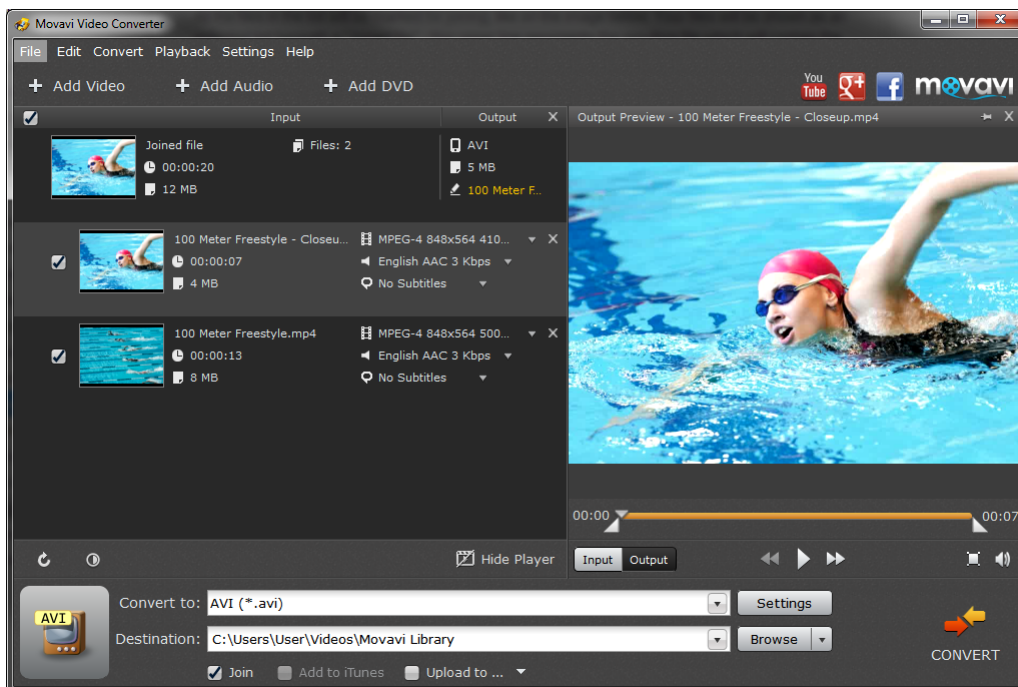 Movavi Video Converter
File Edit Convert Playback Settings Help
+ Add Video + Add Audio + Add DVD
You Tube g+ f movavi
Input Output X
Output Preview - 100 Meter Freestyle - Closeup.mp4 X
Joined file Files: 2 AVI
00:00:20 5 MB
12 MB 100 Meter F...
100 Meter Freestyle - Closeu... MPEG-4 848x564 410... X
00:00:07 English AAC 3 Kbps
4 MB No Subtitles
100 Meter Freestyle.mp4 MPEG-4 848x564 500... X
00:00:13 English AAC 3 Kbps
8 MB No Subtitles
00:00 00:07
Hide Player
Input Output
AVI
Convert to: AVI (*.avi) Settings
Destination: C:\Users\User\Videos\Movavi Library Browse
Join Add to iTunes Upload to ...
CONVERT